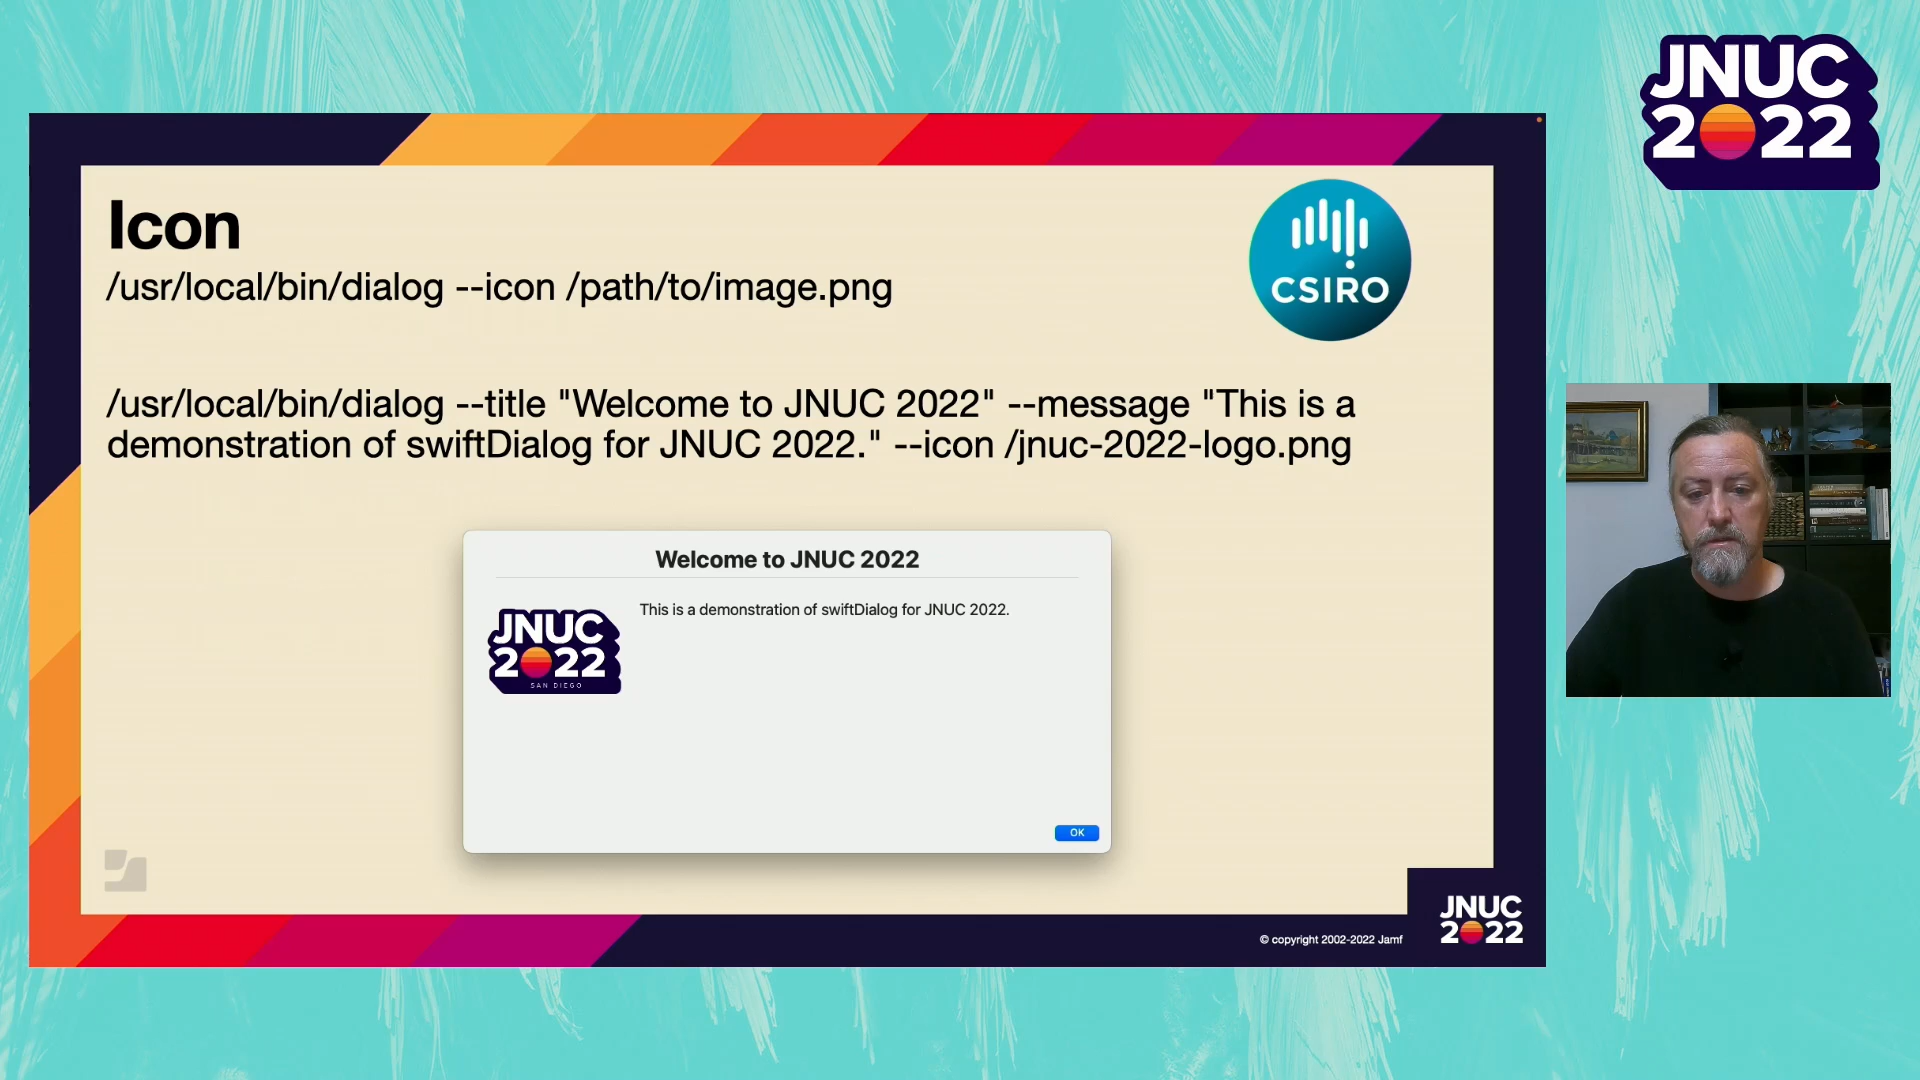 JNUC
2022
Icon
/usr/local/bin/dialog --icon /path/to/image.png
CSIRO
/usr/local/bin/dialog --title "Welcome to JNUC 2022" --message "This is a
demonstration of swiftDialog for JNUC 2022." --icon /jnuc-2022-logo.png
Welcome to JNUC 2022
This is a demonstration of swiftDialog for JNUC 2022.
JNUC
2022
SAN DIEGO
OK
© copyright 2002-2022 Jamf
JNUC
2022